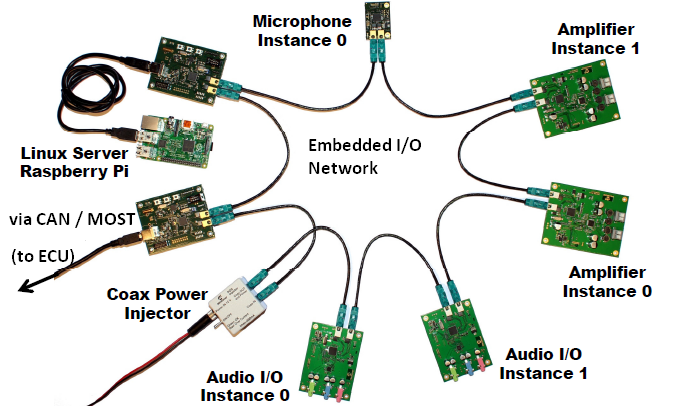 Microphone
Instance 0
Amplifier
Instance 1
Embedded I/O
Network
Linux Server
Raspberry Pi
via CAN / MOST
(to ECU)
Amplifier
Instance 0
Coax Power
Injector
Audio I/O
Instance 1
Audio I/O
Instance 0